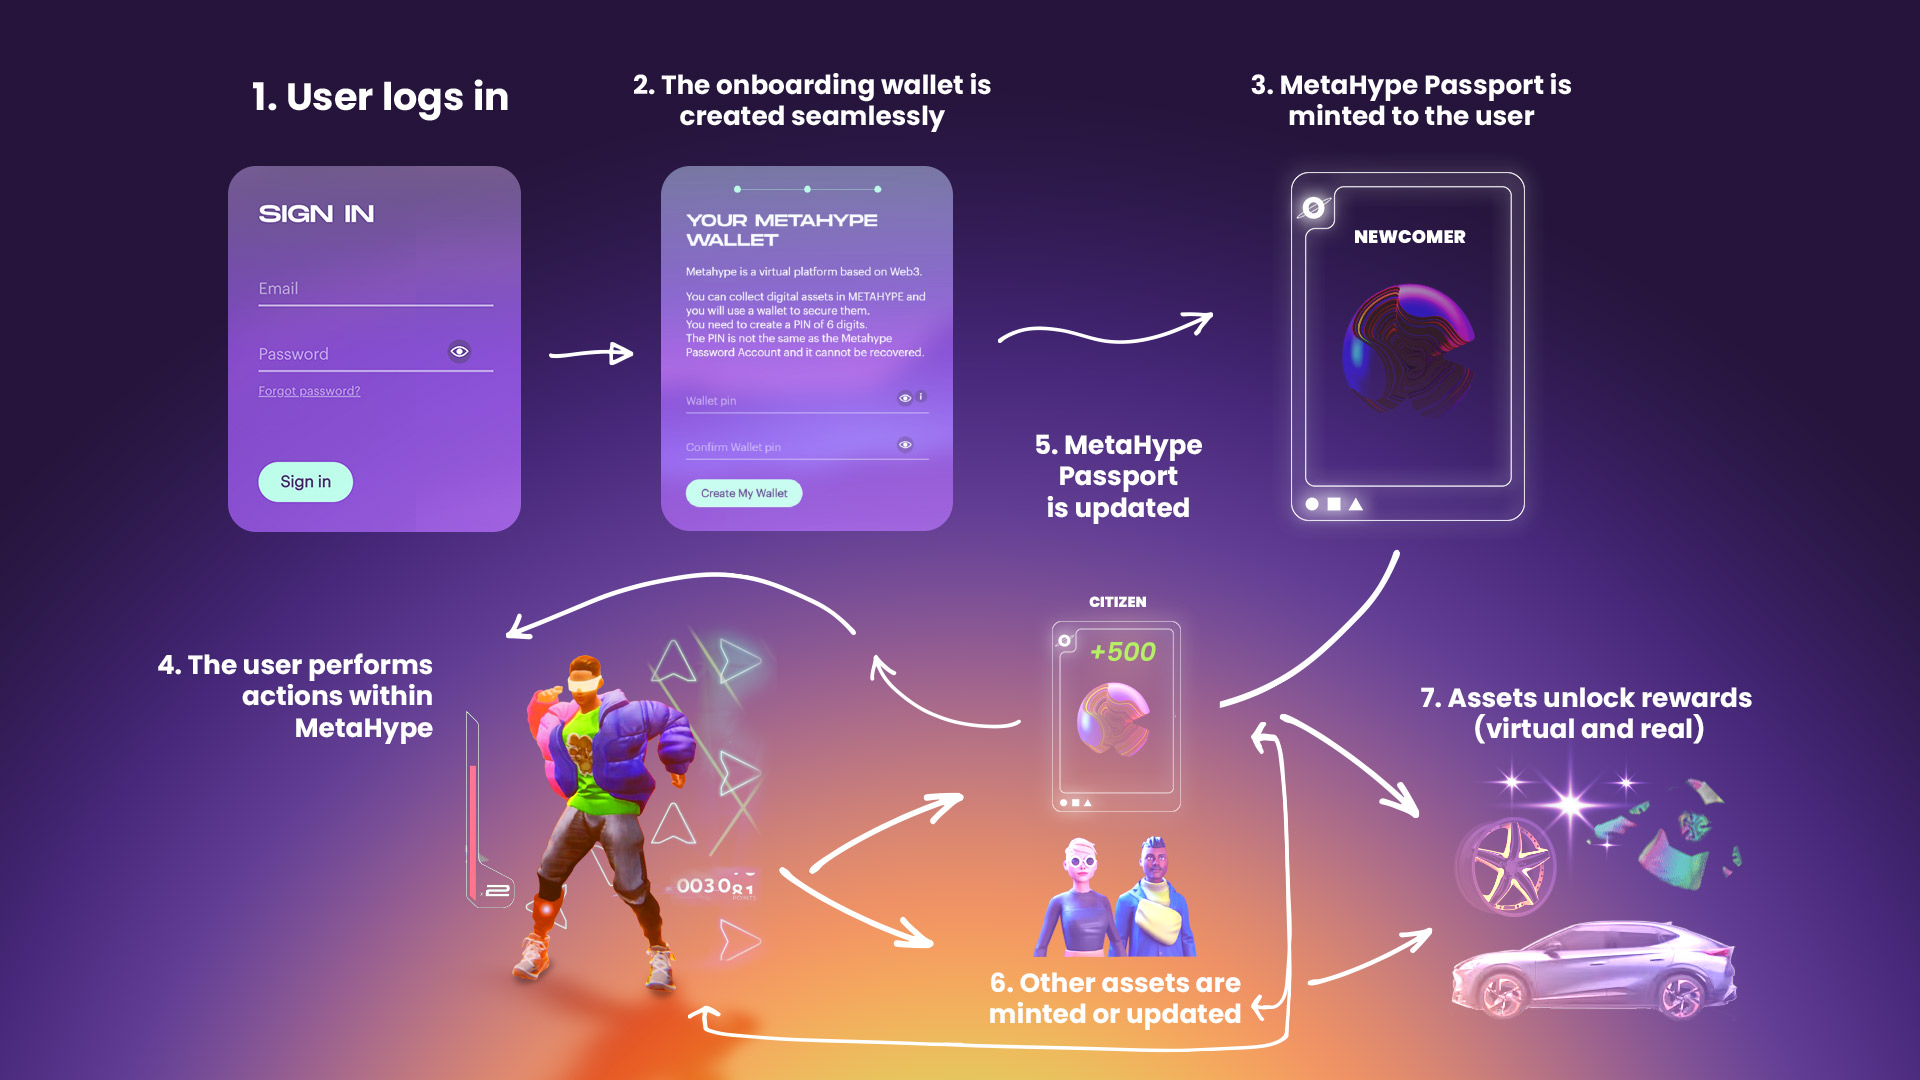 1. User logs in
2. The onboarding wallet is
created seamlessly
3. MetaHype Passport is
minted to the user
SIGN IN
Email
Password
Forgot password?
Sign in
YOUR METAHYPE
WALLET
Metahype is a virtual platform based on Web3.
You can collect digital assets in METAHYPE and
you will use a wallet to secure them.
You need to create a PIN of 6 digits.
The PIN is not the same as the Metahype
Password Account and it cannot be recovered.
Wallet pin
Confirm Wallet pin
Create My Wallet
NEWCOMER
5. MetaHype
Passport
is updated
CITIZEN
+500
4. The user performs
actions within
MetaHype
7. Assets unlock rewards
(virtual and real)
x2
0030
81
POINTS
6. Other assets are
minted or updated